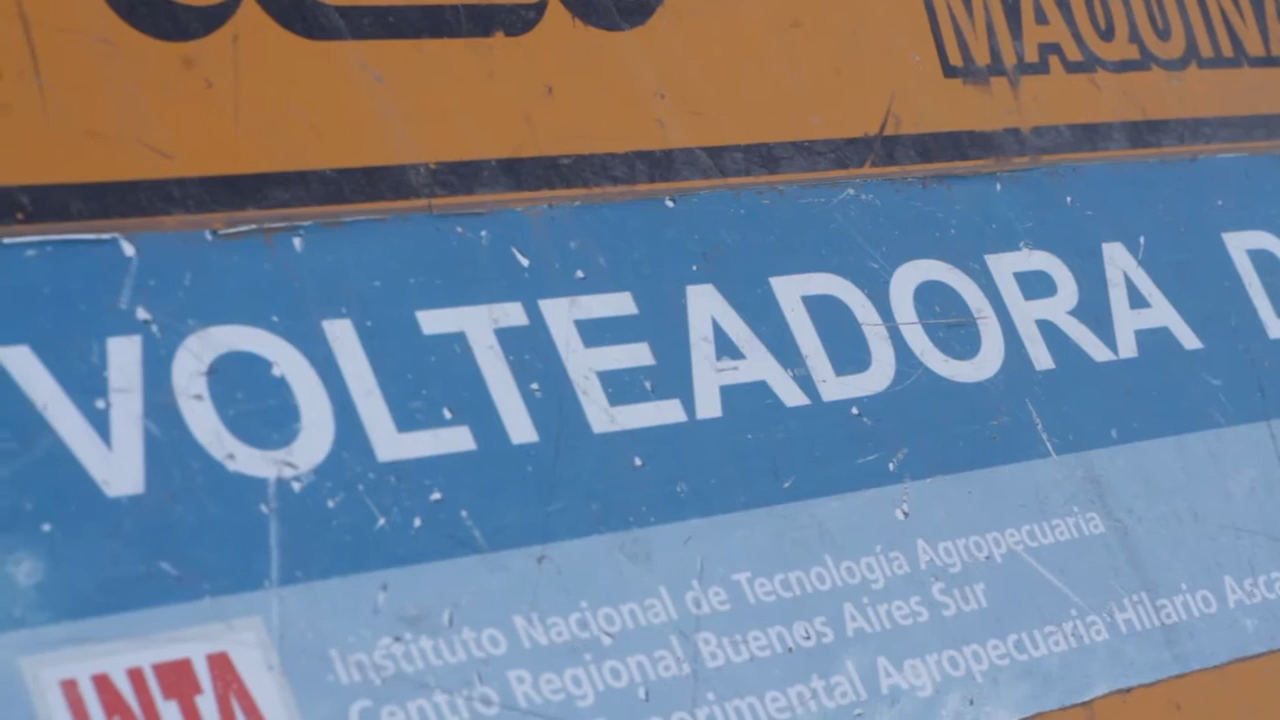 VOLTEADORA
Instituto Nacional de Tecnología Agropecuaria
Centro Regional Buenos Aires Sur
Agropecuaria Hilario
INTA